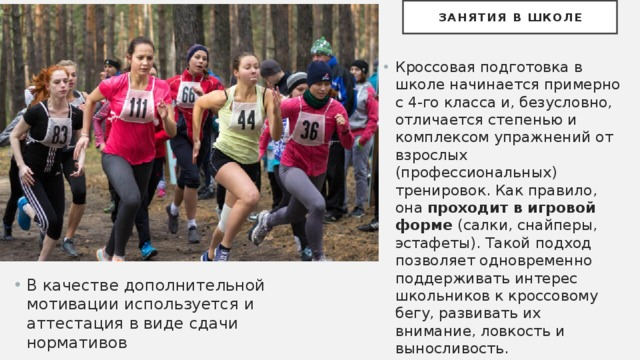 ЗАНЯТИЯ В ШКОЛЕ
• Кроссовая подготовка в
школе начинается примерно
с 4-го класса и, безусловно,
отличается степенью и
комплексом упражнений от
взрослых
(профессиональных)
тренировок. Как правило,
она проходит в игровой
форме (салки, снайперы,
эстафеты). Такой подход
позволяет одновременно
поддерживать интерес
школьников к кроссовому
бегу, развивать их
внимание, ловкость и
выносливость.
83
111
66
44
36
• В качестве дополнительной
мотивации используется и
аттестация в виде сдачи
нормативов